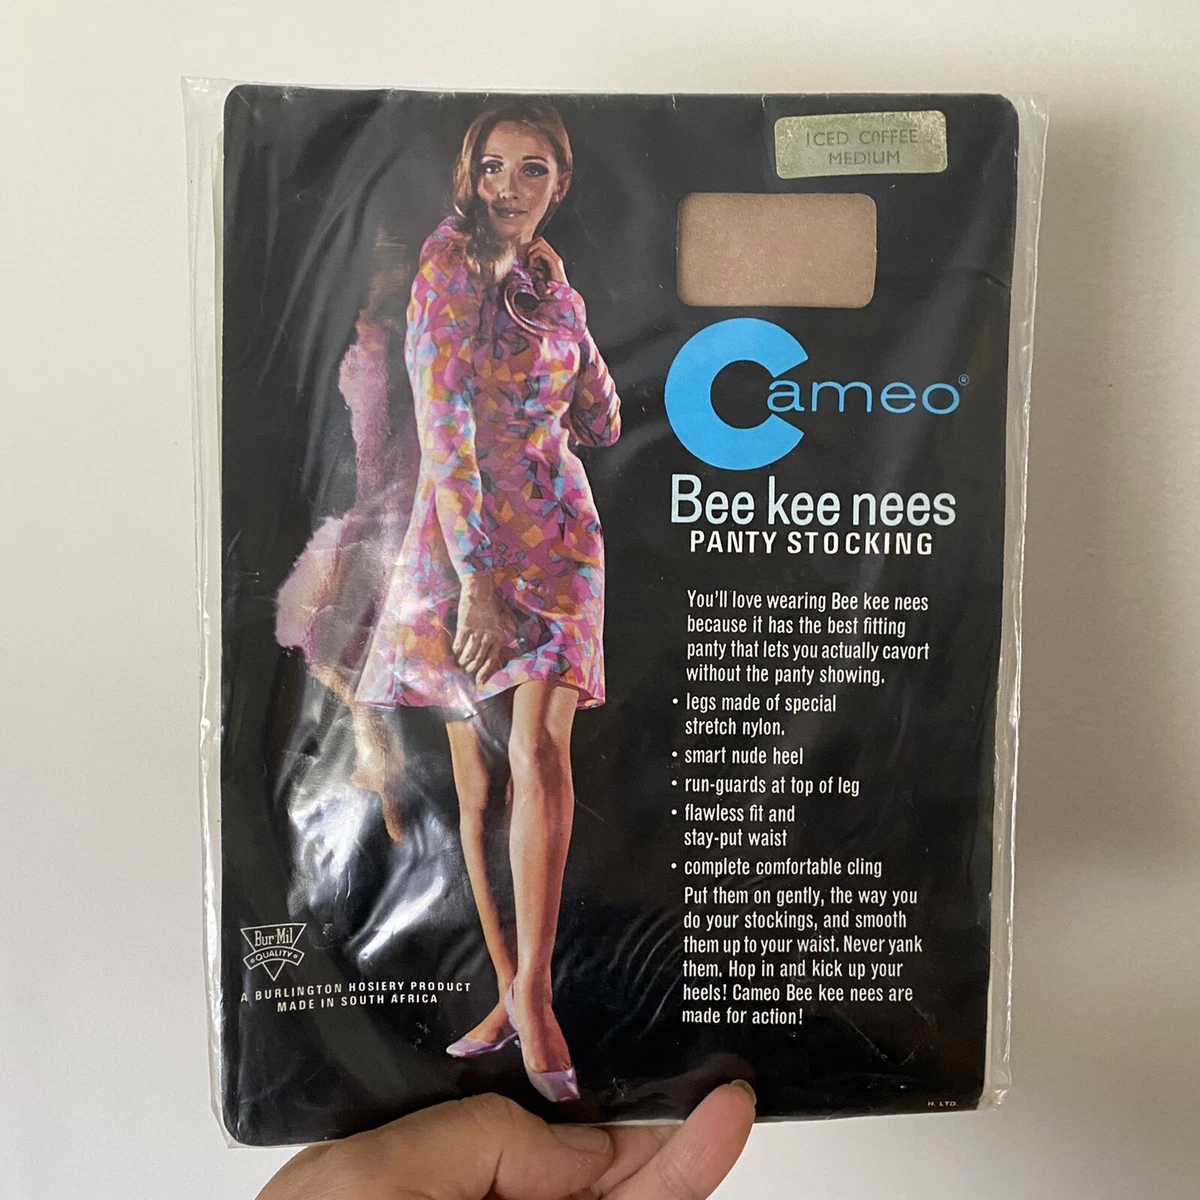 ICED COFFEE
MEDIUM
Cameo®
Bee kee nees
PANTY STOCKING
You'll love wearing Bee kee nees
because it has the best fitting
panty that lets you actually cavort
without the panty showing.
• legs made of special
stretch nylon.
• smart nude heel
• run-guards at top of leg
• flawless fit and
stay-put waist
• complete comfortable cling
Put them on gently, the way you
do your stockings, and smooth
them up to your waist. Never yank
them. Hop in and kick up your
heels! Cameo Bee kee nees are
made for action!
Bur-Mil
QUALITY
A BURLINGTON HOSIERY PRODUCT
MADE IN SOUTH AFRICA
H. LTD.